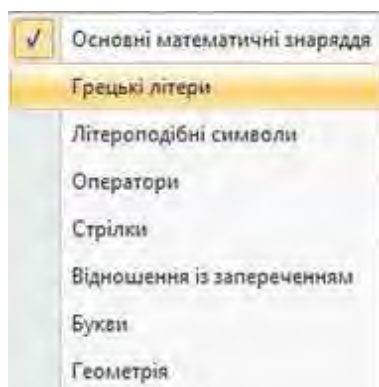 Основні математичні знаряддя
Грецькі літери
Літероподібні символи
Оператори
Стрілки
Відношення із запереченням
Букви
Геометрія